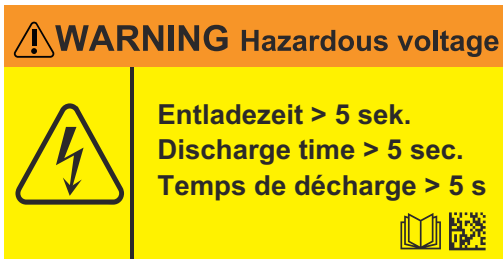 WARNING Hazardous voltage
Entladezeit > 5 sek.
Discharge time > 5 sec.
Temps de décharge > 5 s